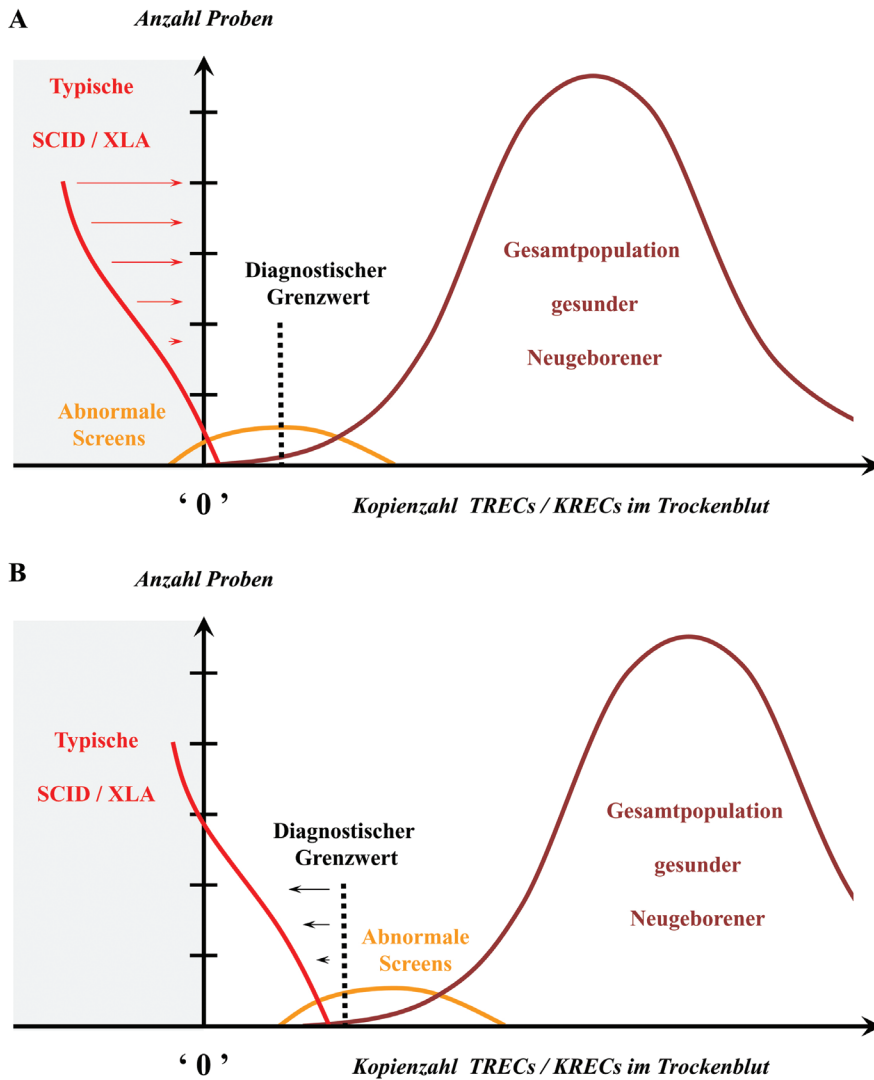 A
Anzahl Proben
Typische
SCID / XLA
Diagnostischer
Grenzwert
Gesamtpopulation
gesunder
Neugeborener
Abnormale
Screens
‘ 0 ’
Kopienzahl TRECs / KRECs im Trockenblut
B
Anzahl Proben
Typische
SCID / XLA
Diagnostischer
Grenzwert
Gesamtpopulation
gesunder
Neugeborener
Abnormale
Screens
‘ 0 ’
Kopienzahl TRECs / KRECs im Trockenblut